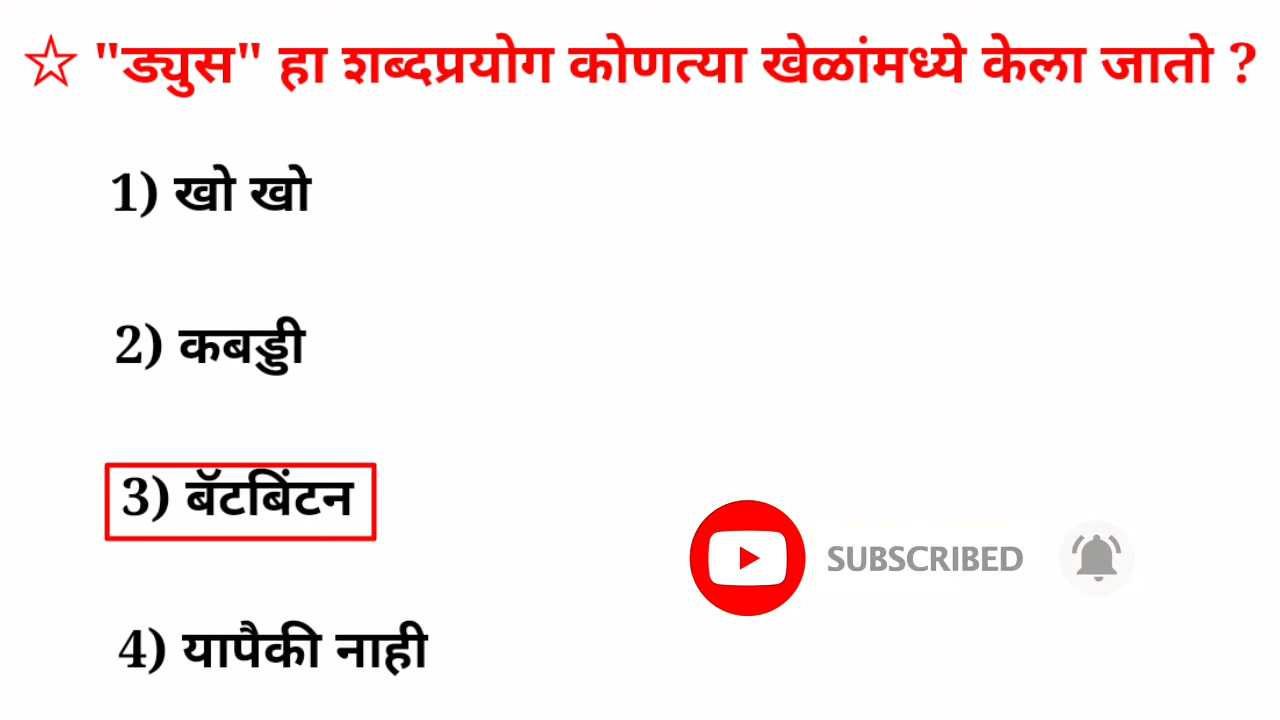 ☆ "ड्युस" हा शब्दप्रयोग कोणत्या खेळांमध्ये केला जातो ?
1) खो खो
2) कबड्डी
3) बॅटबिंटन
SUBSCRIBED
4) यापैकी नाही